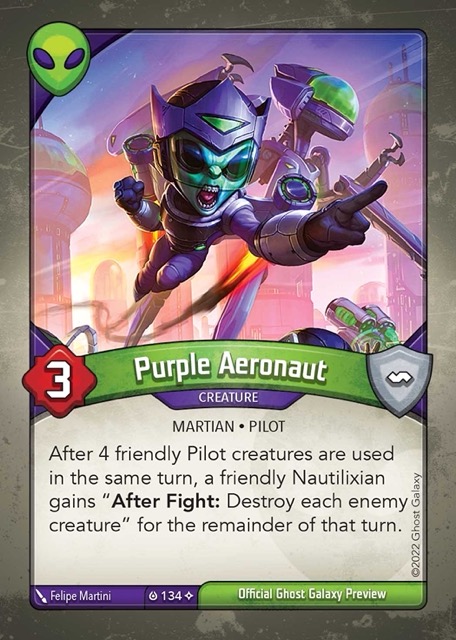 Purple Aeronaut
3
CREATURE
MARTIAN • PILOT
After 4 friendly Pilot creatures are used
in the same turn, a friendly Nautilixian
gains “After Fight: Destroy each enemy
creature” for the remainder of that turn.
©2022 Ghost Galaxy
Felipe Martini
134
Official Ghost Galaxy Preview